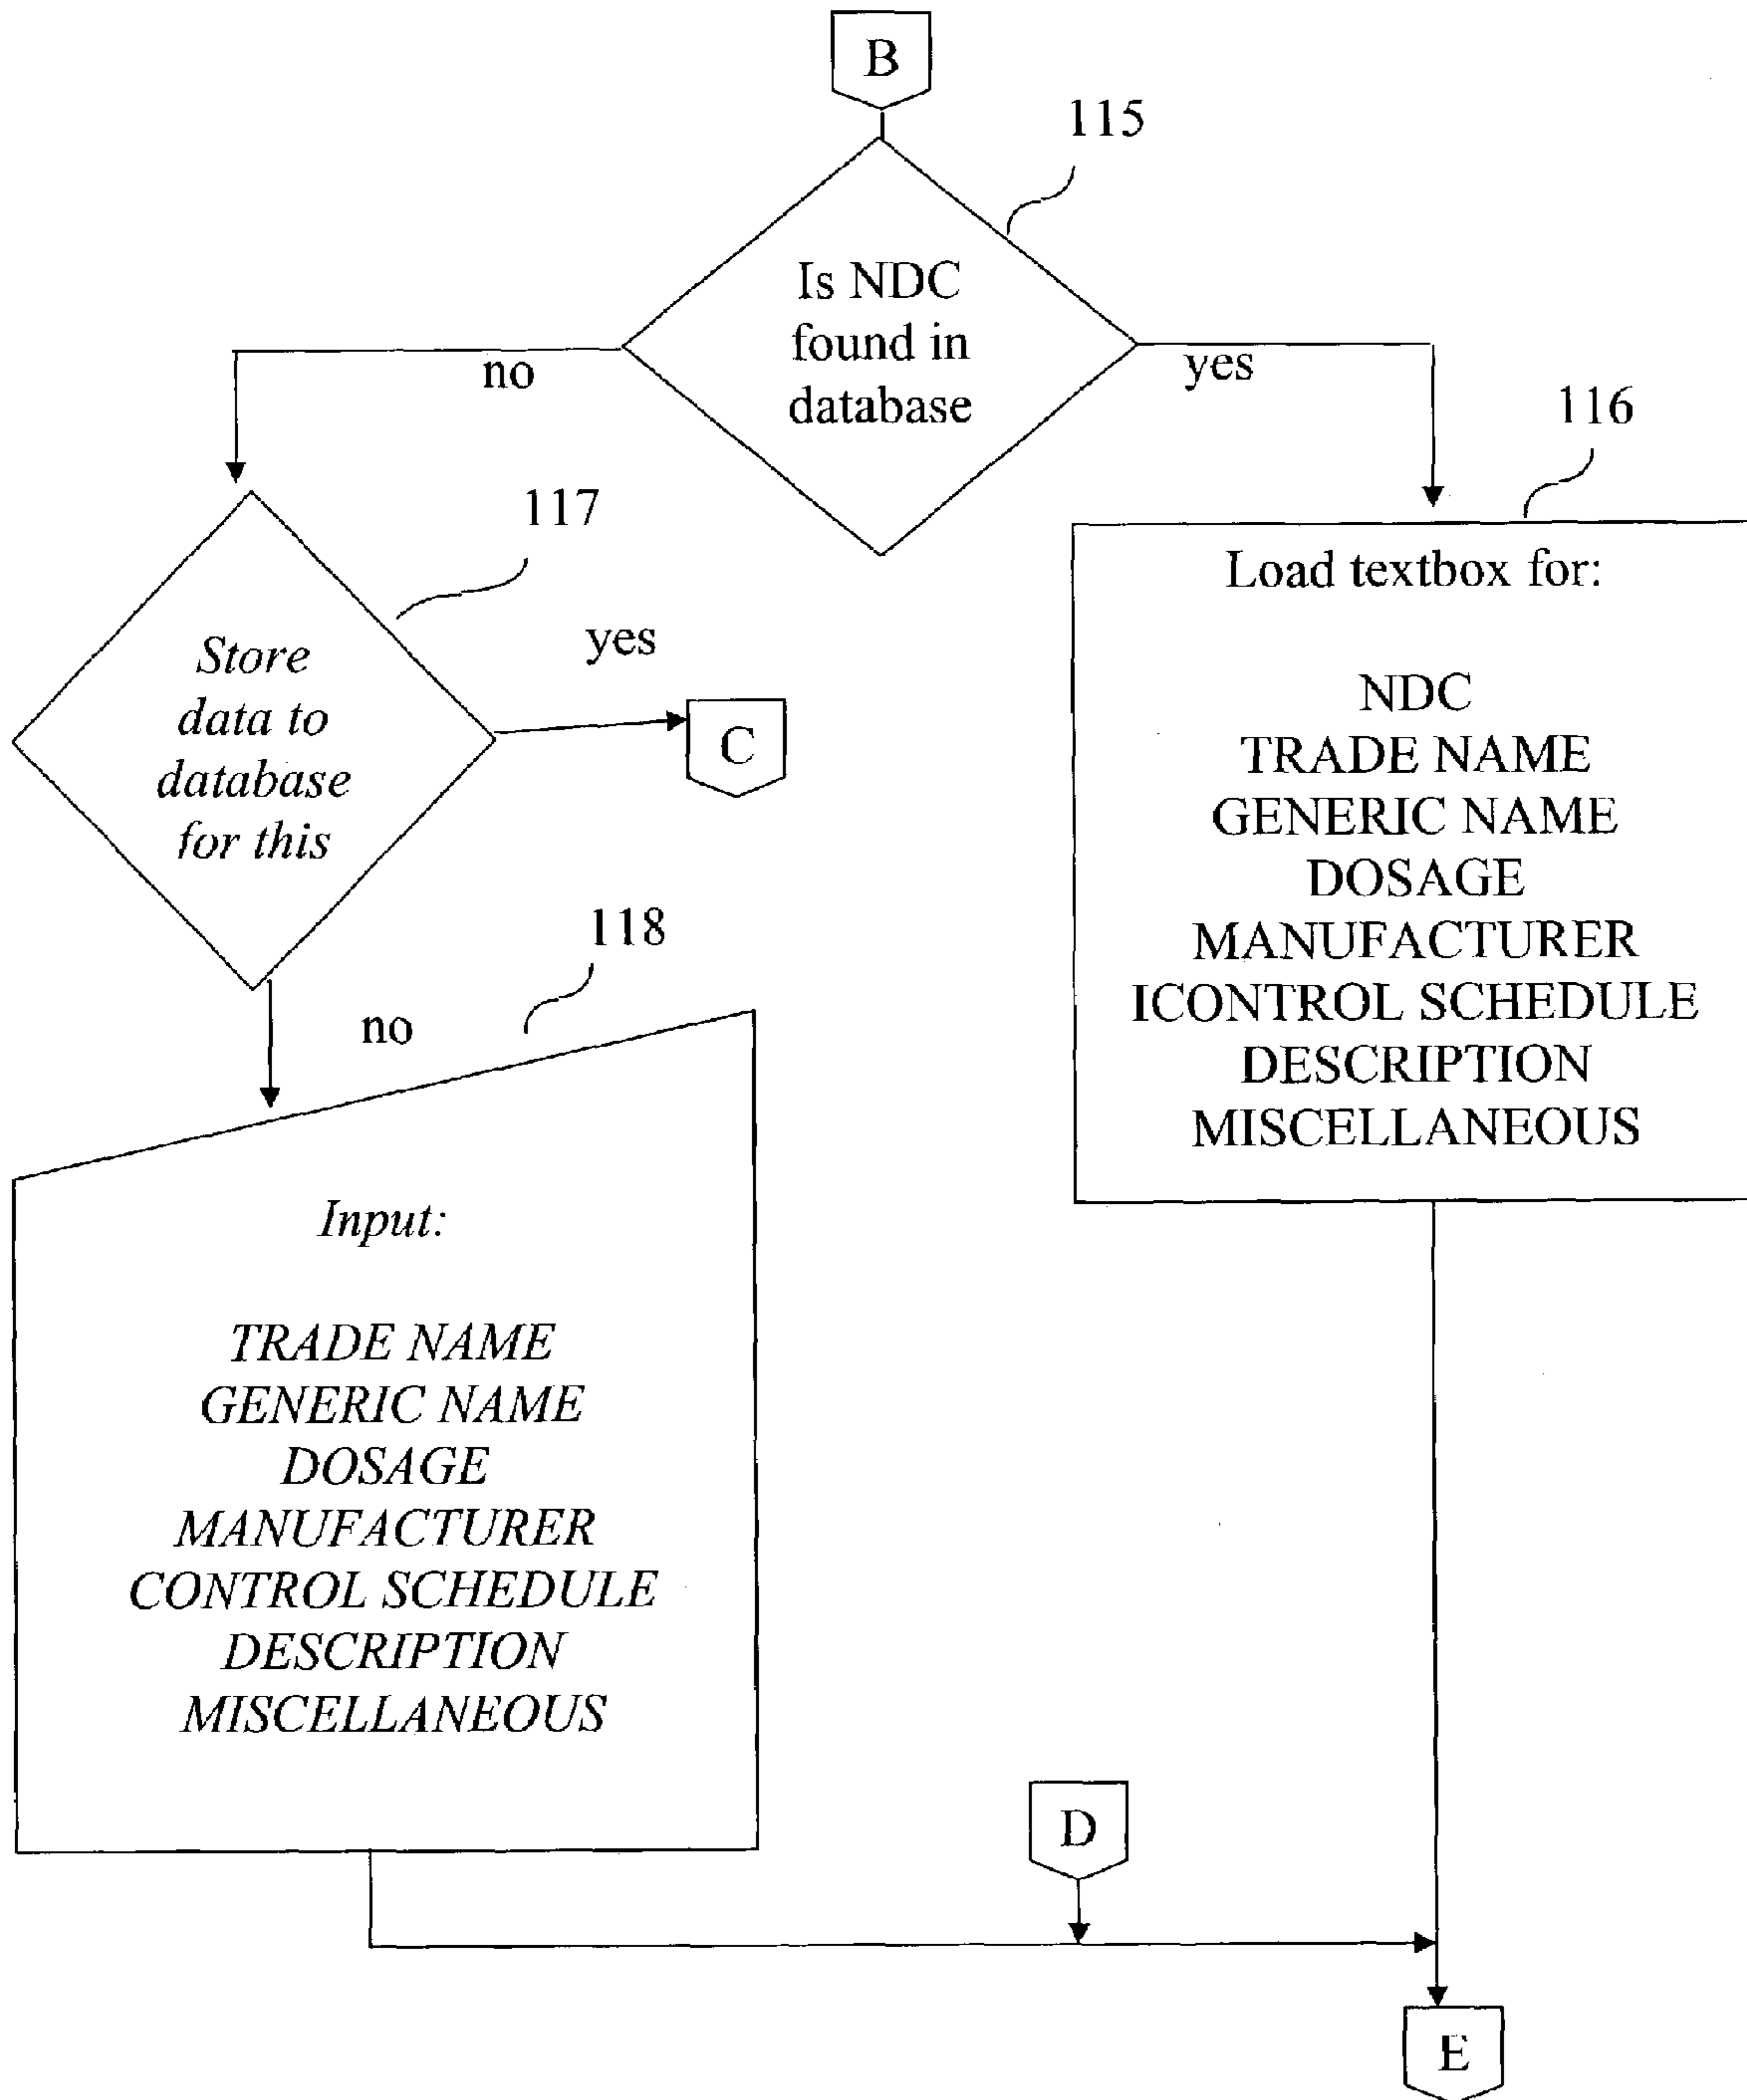 B
115
Is NDC
found in
database
no
yes
116
117
Store
data to
database
for this
yes
C
Load textbox for:
NDC
TRADE NAME
GENERIC NAME
DOSAGE
MANUFACTURER
ICONTROL SCHEDULE
DESCRIPTION
MISCELLANEOUS
118
no
Input:
TRADE NAME
GENERIC NAME
DOSAGE
MANUFACTURER
CONTROL SCHEDULE
DESCRIPTION
MISCELLANEOUS
D
E